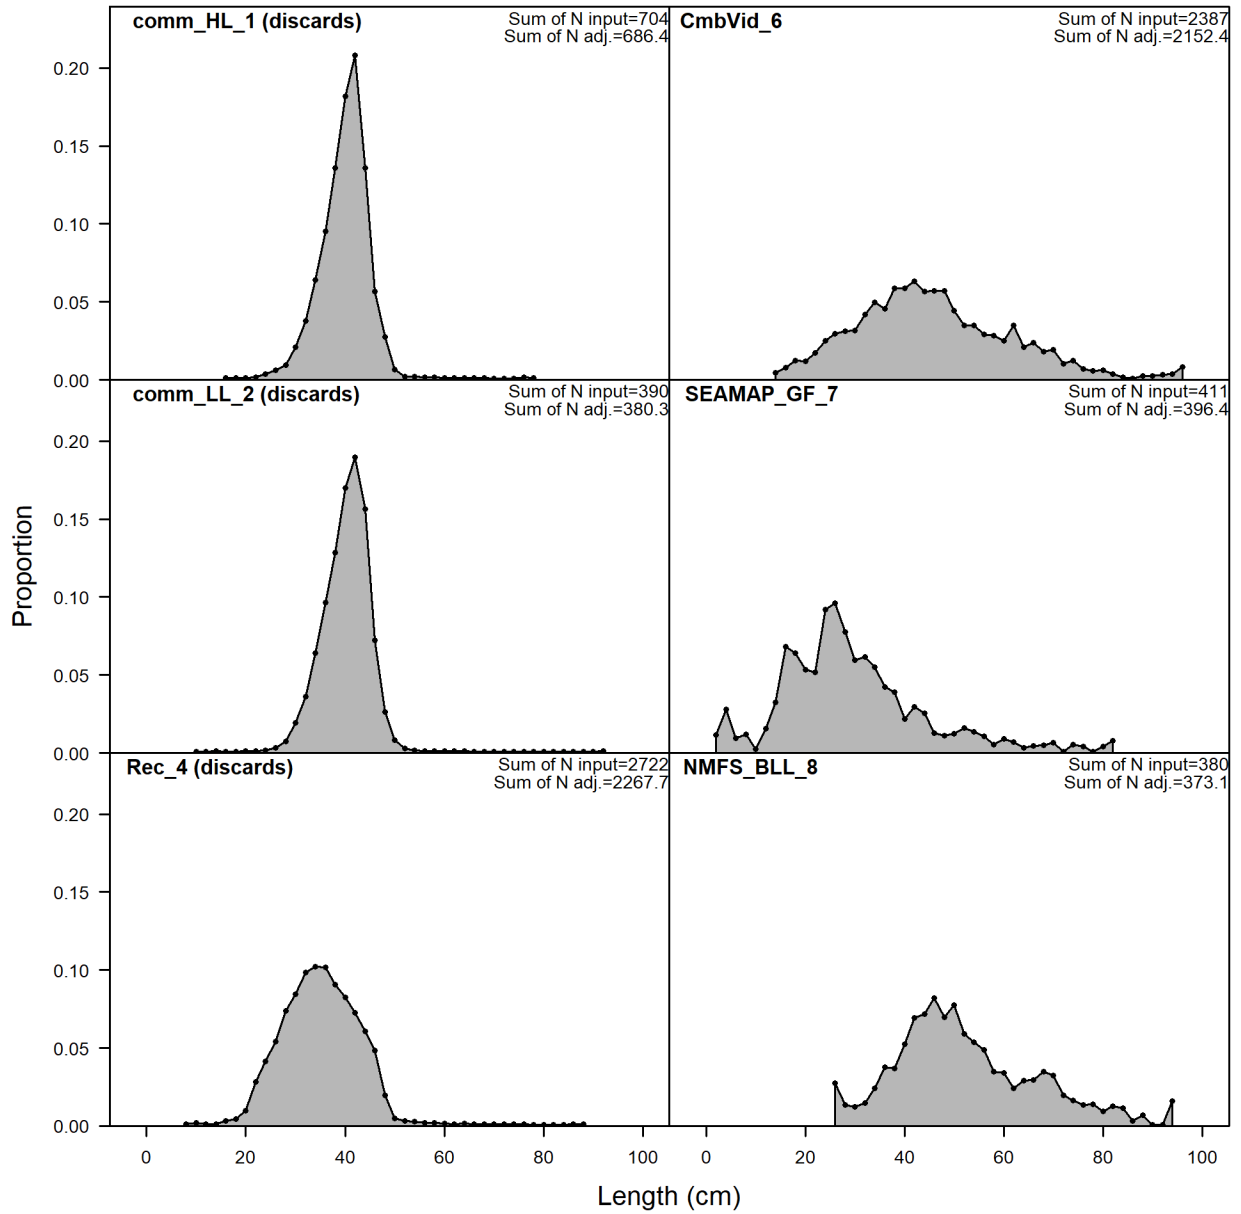 comm_HL_1 (discards)
Sum of N input=704
Sum of N adj.=686.4
CmbVid_6
Sum of N input=2387
Sum of N adj.=2152.4
0.20
0.15
0.10
0.05
0.00
comm_LL_2 (discards)
Sum of N input=390
Sum of N adj.=380.3
SEAMAP_GF_7
Sum of N input=411
Sum of N adj.=396.4
0.20
0.15
0.10
0.05
0.00
Proportion
Rec_4 (discards)
Sum of N input=2722
Sum of N adj.=2267.7
NMFS_BLL_8
Sum of N input=380
Sum of N adj.=373.1
0.20
0.15
0.10
0.05
0.00
0 20 40 60 80 100
0 20 40 60 80 100
Length (cm)